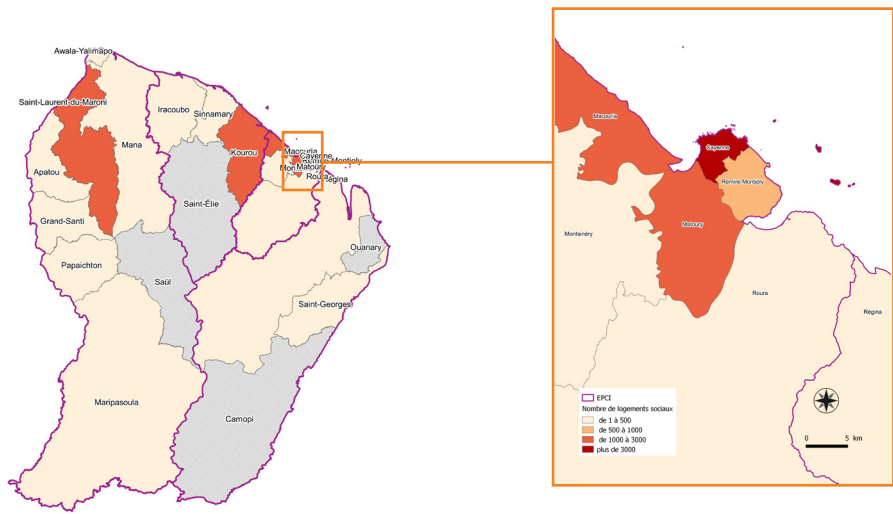 Awala-Yalimapo
Saint-Laurent-du-Maroni
Iracoubo
Sinnamary
Mana
Kourou
Macouria
Cayenne
Matoury
Roura
Régina
Apatou
Saint-Élie
Grand-Santi
Ouanary
Papaichton
Saül
Saint-Georges
Maripasoula
Camopi
Macouria
Cayenne
Remire-Montjoly
Matoury
Montsinéry
Roura
Régina
EPCI
Nombre de logements sociaux
de 1 à 500
de 500 à 1000
de 1000 à 3000
plus de 3000
0 5 km